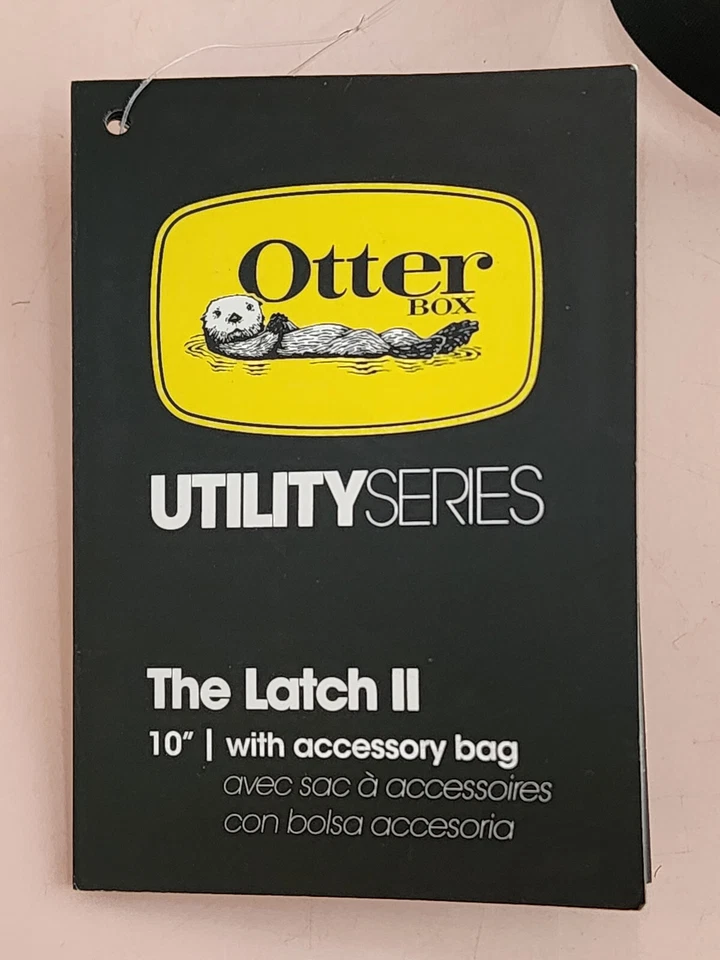 Otter
BOX
UTILITYSERIES
The Latch II
10” | with accessory bag
avec sac à accessoires
con bolsa accesoria